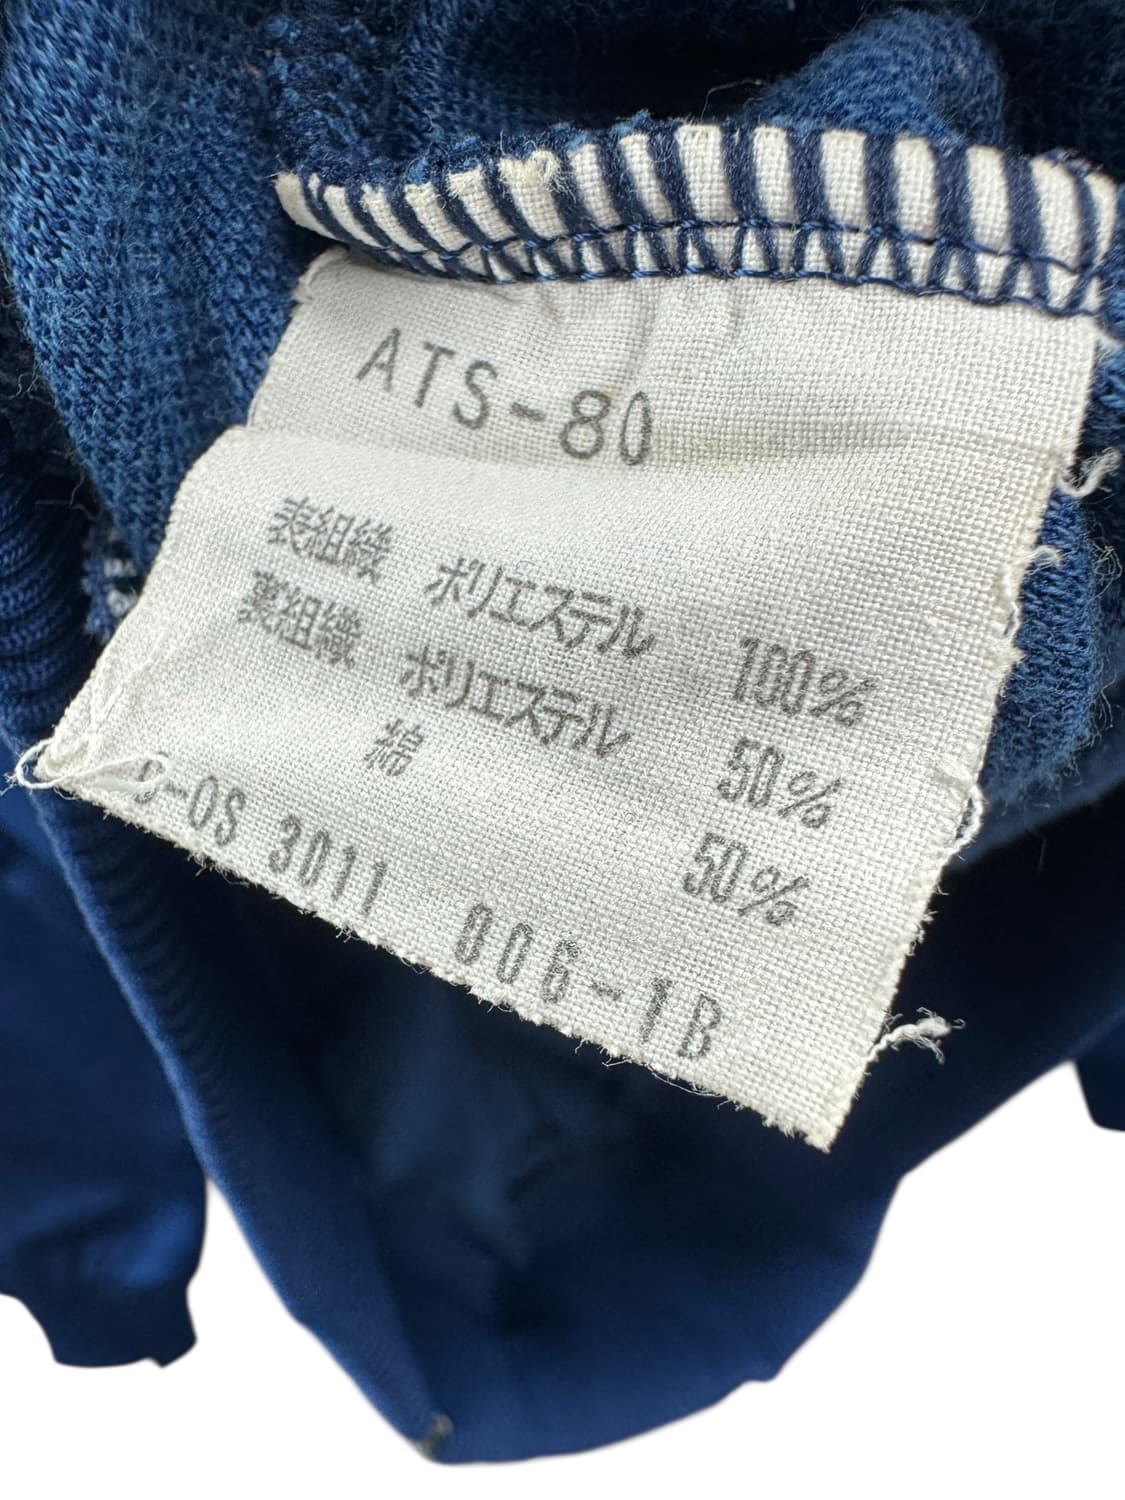 ATS-80
表組織 ポリエステル 100%
裏組織 ポリエステル 50%
綿 50%
-OS 3011 006-1B